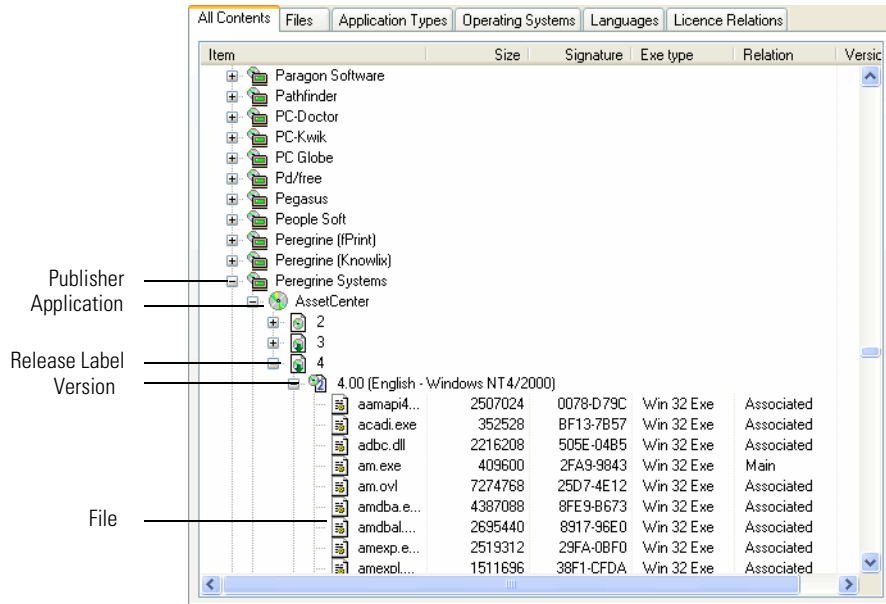 All Contents Files Application Types Operating Systems Languages Licence Relations
Item Size Signature Exe type Relation Versic
Paragon Software
Pathfinder
PC-Doctor
PC-Kwik
PC Globe
Pd/free
Pegasus
People Soft
Peregrine (fPrint)
Peregrine (Knowlix)
Publisher Peregrine Systems
Application AssetCenter
2
3
Release Label 4
Version 4.00 (English - Windows NT4/2000)
aamapi4... 2507024 0078-D79C Win 32 Exe Associated
acadi.exe 352528 BF13-7B57 Win 32 Exe Associated
adbc.dll 2216208 505E-04B5 Win 32 Exe Associated
am.exe 409600 2FA9-9843 Win 32 Exe Main
am.ovl 7274768 25D7-4E12 Win 32 Exe Associated
amdba.e... 4387088 8FE9-B673 Win 32 Exe Associated
File amdbal.... 2695440 8917-96E0 Win 32 Exe Associated
amexp.e... 2519312 29FA-0BF0 Win 32 Exe Associated
amexpl.... 1511696 38F1-CFDA Win 32 Exe Associated